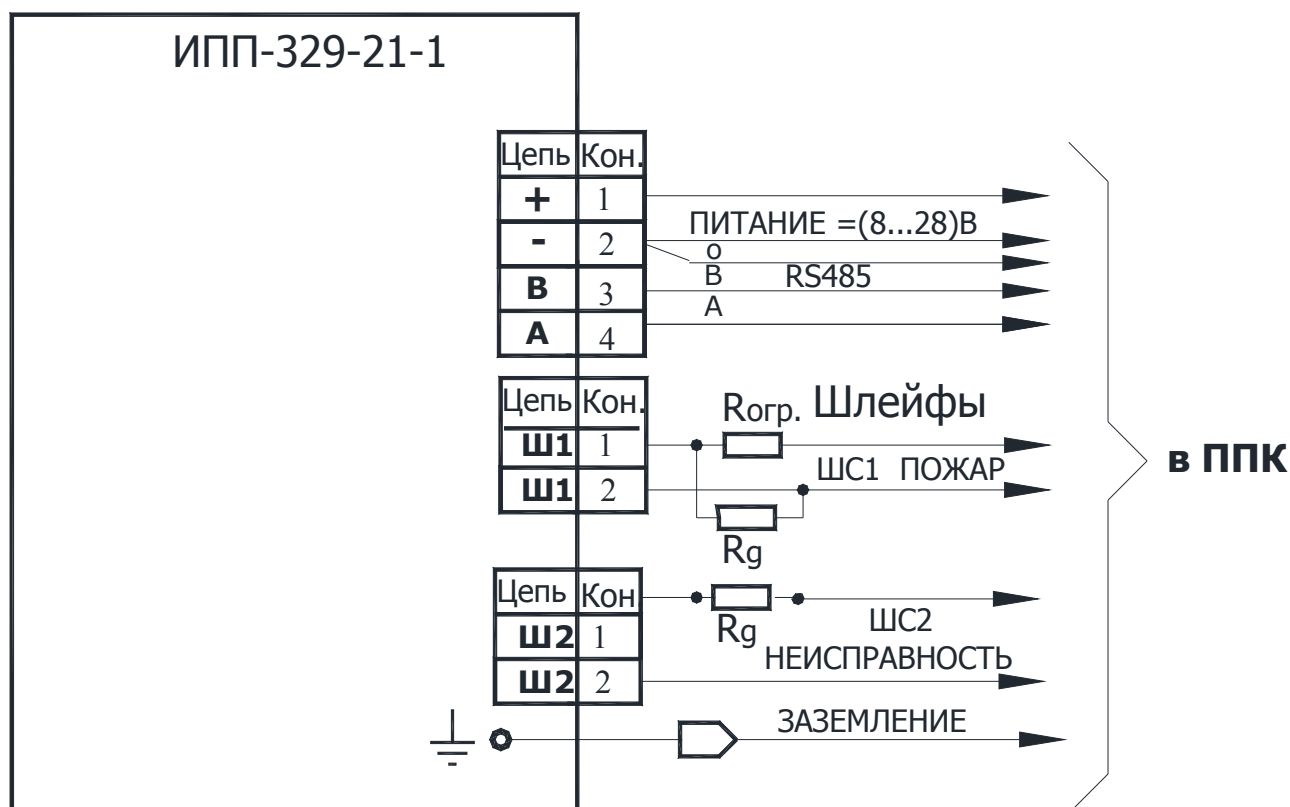 ИПП-329-21-1
Цепь Кон.
+ 1
ПИТАНИЕ =(8...28)В
- 2
о
В RS485
В 3
А
А 4
Цепь Кон.
Rогр. Шлейфы
Ш1 1
ШС1 ПОЖАР
в ППК
Ш1 2
Rg
Цепь Кон
Rg
ШС2
Ш2 1
НЕИСПРАВНОСТЬ
Ш2 2
ЗАЗЕМЛЕНИЕ